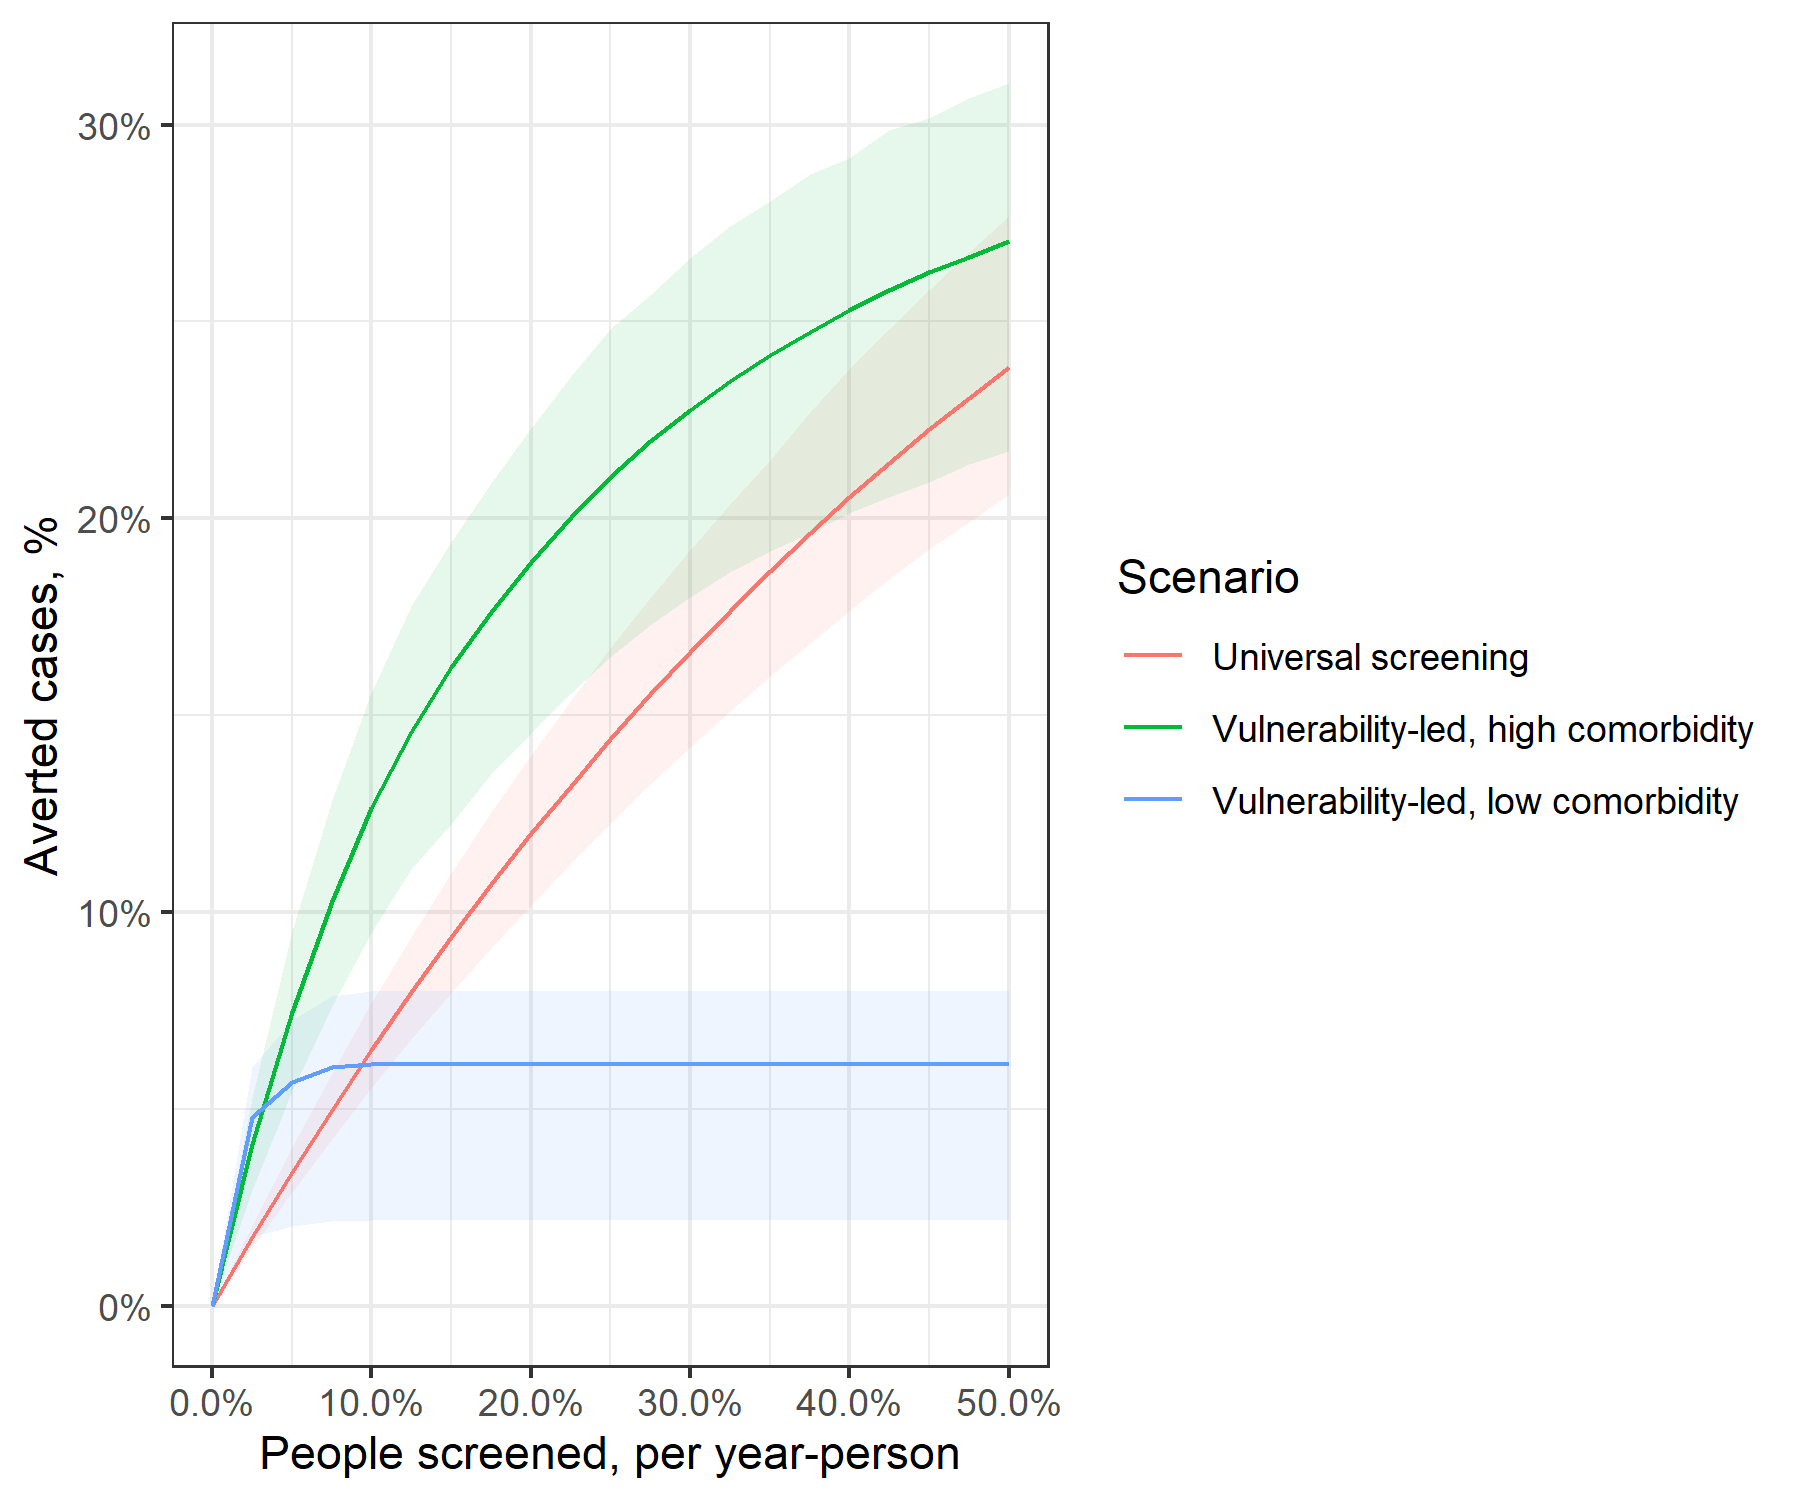 Averted cases, %
30%
20%
10%
0%
0.0% 10.0% 20.0% 30.0% 40.0% 50.0%
People screened, per year-person
Scenario
Universal screening
Vulnerability-led, high comorbidity
Vulnerability-led, low comorbidity